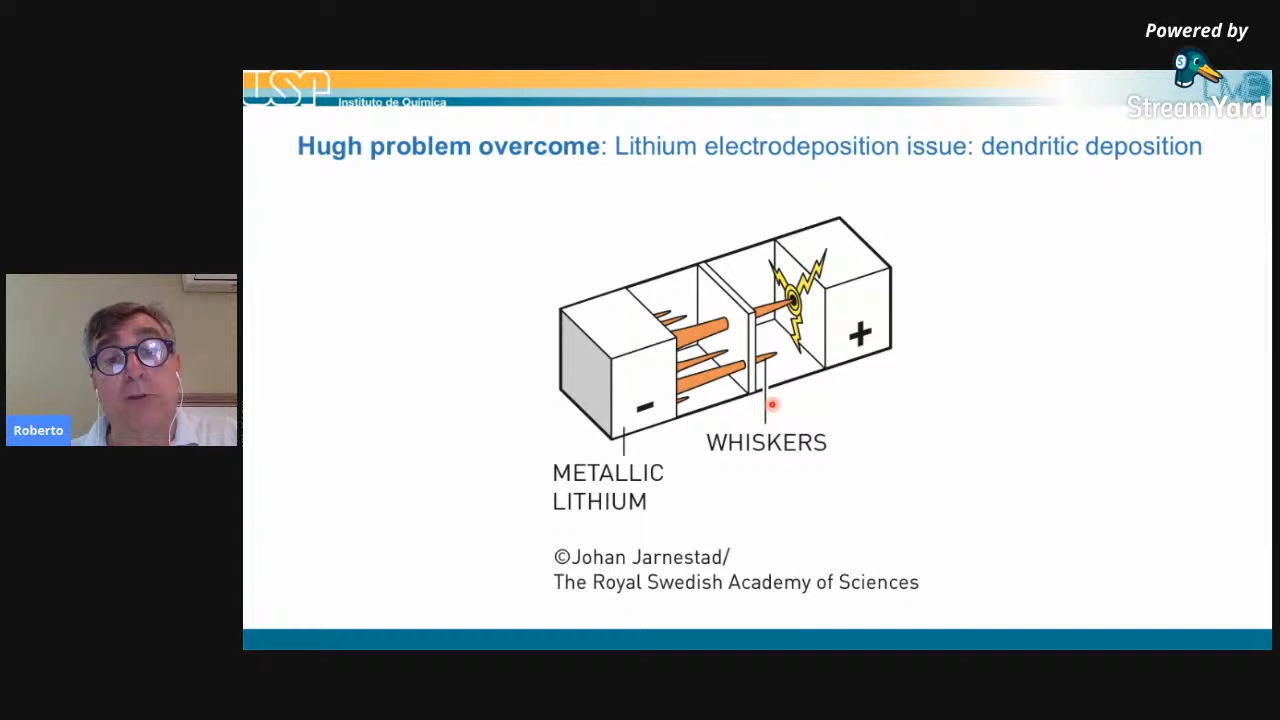 Powered by
StreamYard
USP
Instituto de Química
LIVE
Hugh problem overcome: Lithium electrodeposition issue: dendritic deposition
+
-
WHISKERS
METALLIC
LITHIUM
Roberto
©Johan Jarnestad/
The Royal Swedish Academy of Sciences